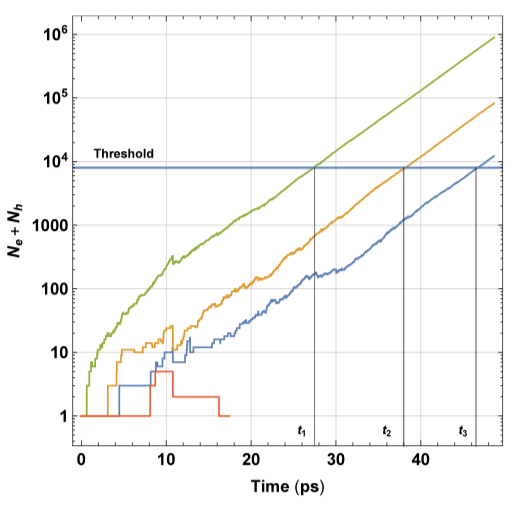 10⁶
10⁵
Threshold
10⁴
1000
100
10
1
Nₑ + Nₕ
t₁ t₂ t₃
0 10 20 30 40
Time (ps)